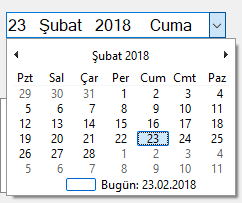 23 Şubat 2018 Cuma
Şubat 2018
Pzt Sal Çar Per Cum Cmt Paz
29 30 31 1 2 3 4
5 6 7 8 9 10 11
12 13 14 15 16 17 18
19 20 21 22 23 24 25
26 27 28 1 2 3 4
5 6 7 8 9 10 11
Bugün: 23.02.2018